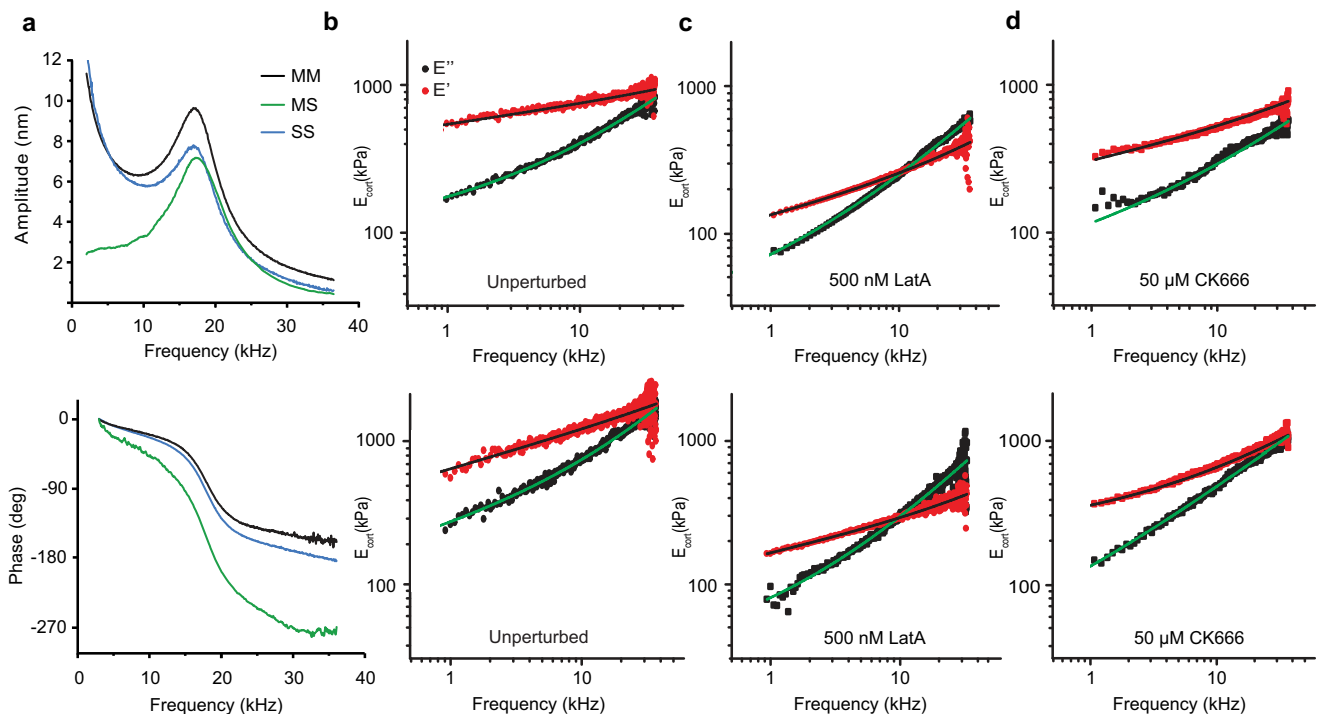 a
b
c
d
12
10
8
6
4
2
Amplitude (nm)
MM
MS
SS
0
10
20
30
40
Frequency (kHz)
1000
100
E_cort(kPa)
E''
E'
Unperturbed
1
10
Frequency (kHz)
1000
100
E_cort(kPa)
500 nM LatA
1
10
Frequency (kHz)
1000
100
E_cort(kPa)
50 µM CK666
1
10
Frequency (kHz)
0
-90
-180
-270
Phase (deg)
0
10
20
30
40
Frequency (kHz)
1000
100
E_cort(kPa)
Unperturbed
1
10
Frequency (kHz)
1000
100
E_cort(kPa)
500 nM LatA
1
10
Frequency (kHz)
1000
100
E_cort(kPa)
50 µM CK666
1
10
Frequency (kHz)